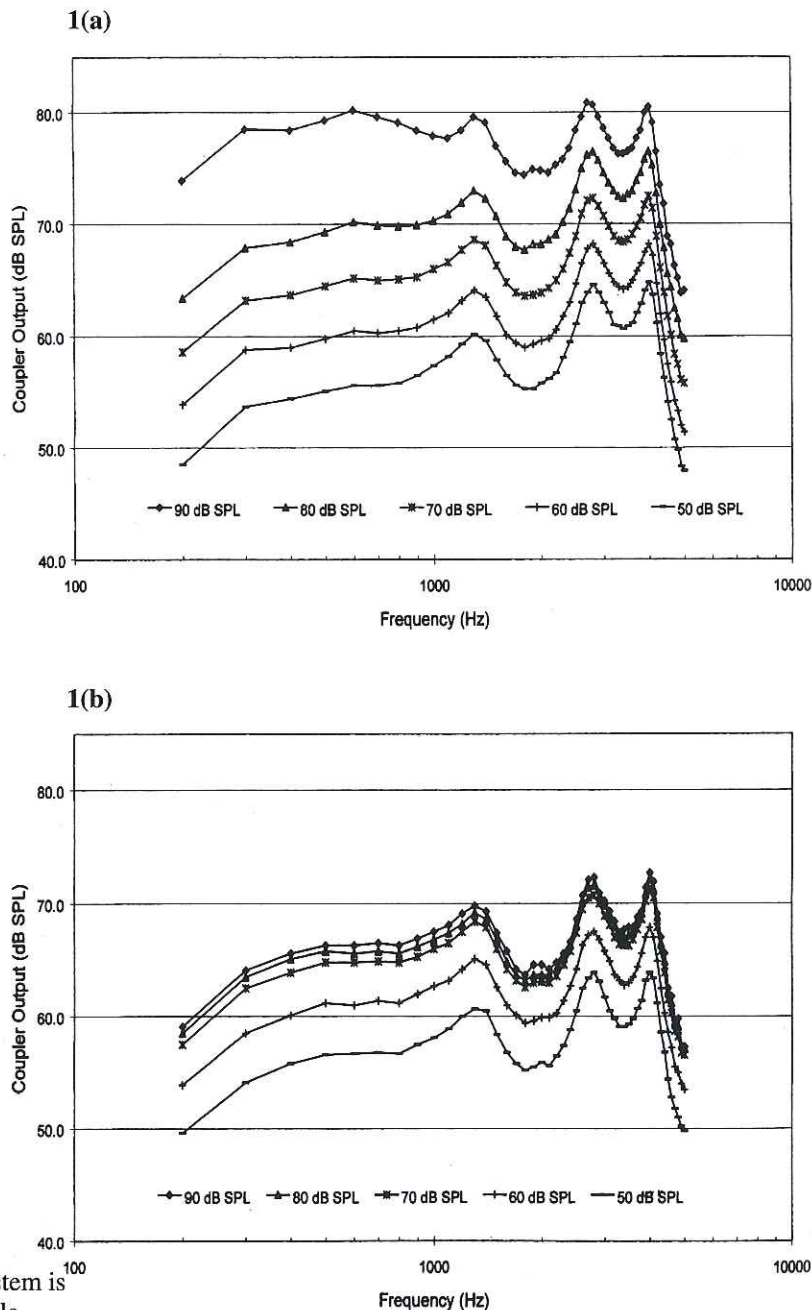 1(a)
Coupler Output (dB SPL)
80.0
70.0
60.0
50.0
40.0
90 dB SPL 80 dB SPL 70 dB SPL 60 dB SPL 50 dB SPL
100 1000 10000
Frequency (Hz)
1(b)
Coupler Output (dB SPL)
80.0
70.0
60.0
50.0
40.0
90 dB SPL 80 dB SPL 70 dB SPL 60 dB SPL 50 dB SPL
100 1000 10000
Frequency (Hz)
stem is